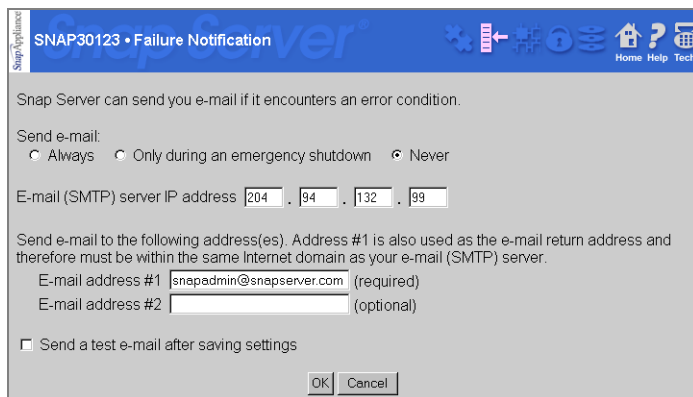 SnapAppliance
Snap Server®
SNAP30123 • Failure Notification
Home Help Tech
Snap Server can send you e-mail if it encounters an error condition.
Send e-mail:
Always Only during an emergency shutdown Never
E-mail (SMTP) server IP address 204 . 94 . 132 . 99
Send e-mail to the following address(es). Address #1 is also used as the e-mail return address and
therefore must be within the same Internet domain as your e-mail (SMTP) server.
E-mail address #1 snapadmin@snapserver.com (required)
E-mail address #2 (optional)
Send a test e-mail after saving settings
OK Cancel